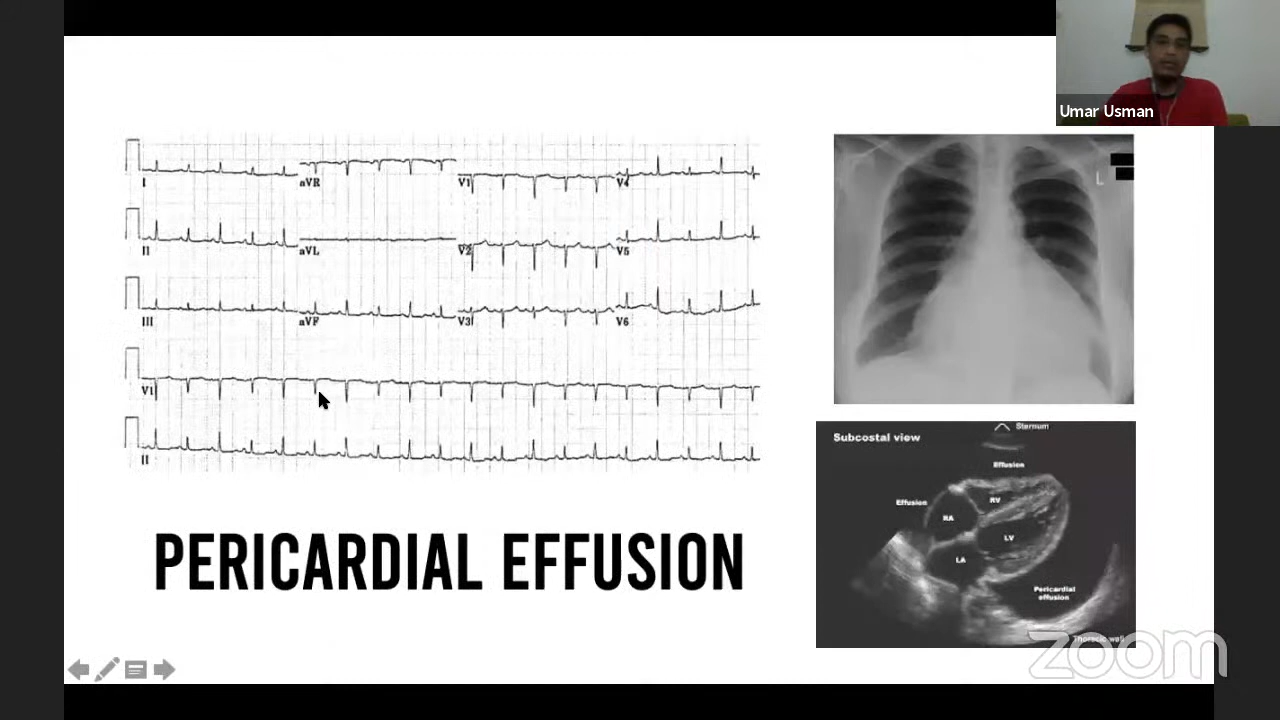 Umar Usman
I
aVR
V1
V4
II
aVL
V2
V5
III
aVF
V3
V6
V1
II
L
PERICARDIAL EFFUSION
Subcostal view
Sternum
Effusion
Effusion
RV
RA
LV
LA
Pericardial
effusion
Thoracic wall
zoom